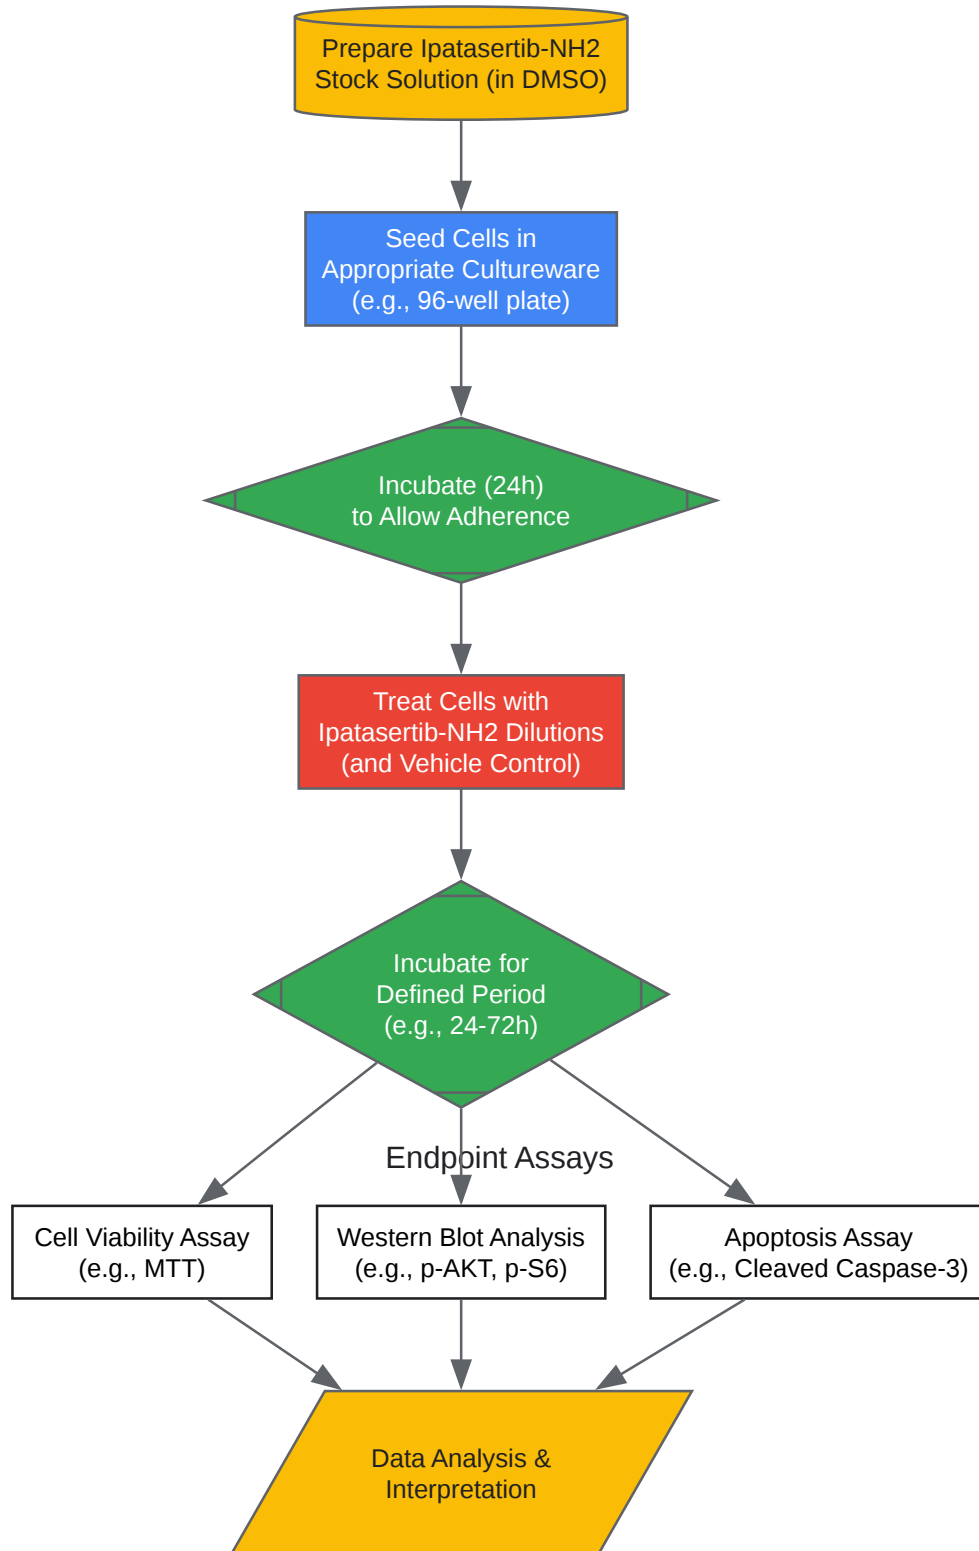 Prepare Ipatasertib-NH2
Stock Solution (in DMSO)
Seed Cells in
Appropriate Cultureware
(e.g., 96-well plate)
Incubate (24h)
to Allow Adherence
Treat Cells with
Ipatasertib-NH2 Dilutions
(and Vehicle Control)
Incubate for
Defined Period
(e.g., 24-72h)
Endpoint Assays
Cell Viability Assay
(e.g., MTT)
Western Blot Analysis
(e.g., p-AKT, p-S6)
Apoptosis Assay
(e.g., Cleaved Caspase-3)
Data Analysis &
Interpretation